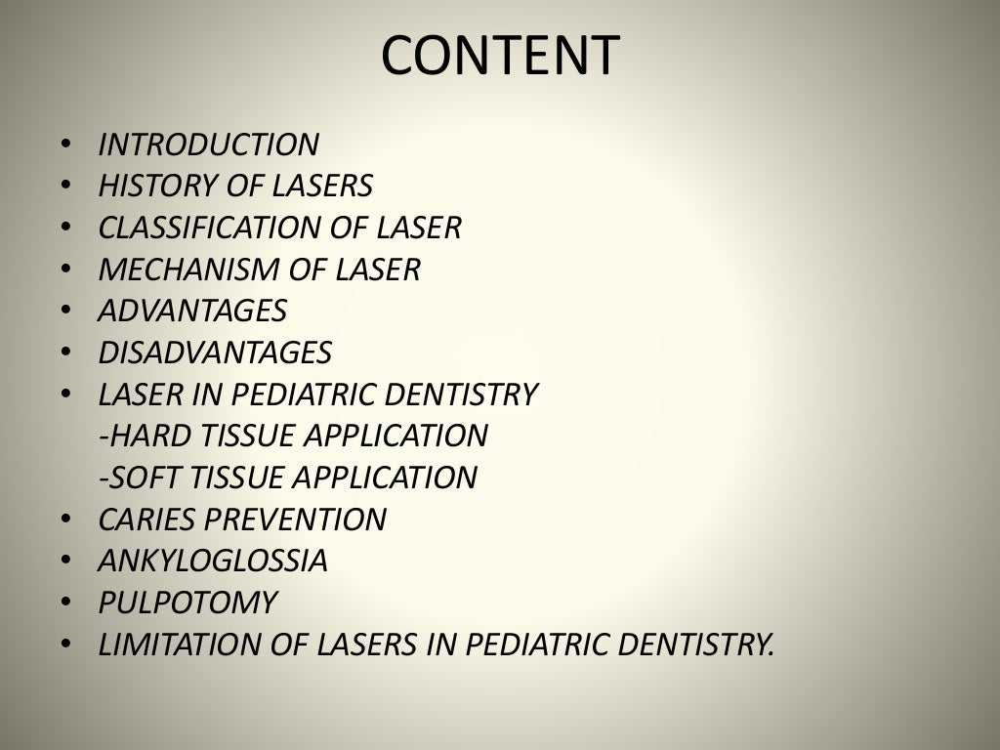 CONTENT
• INTRODUCTION
• HISTORY OF LASERS
• CLASSIFICATION OF LASER
• MECHANISM OF LASER
• ADVANTAGES
• DISADVANTAGES
• LASER IN PEDIATRIC DENTISTRY
-HARD TISSUE APPLICATION
-SOFT TISSUE APPLICATION
• CARIES PREVENTION
• ANKYLOGLOSSIA
• PULPOTOMY
• LIMITATION OF LASERS IN PEDIATRIC DENTISTRY.